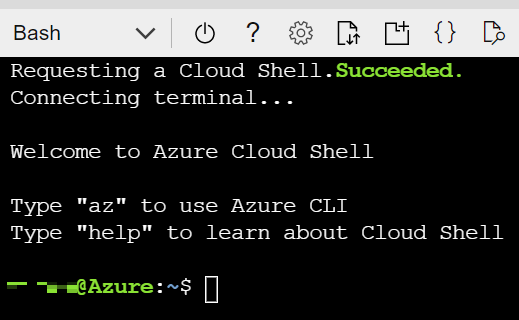 Bash
Requesting a Cloud Shell.Succeeded.
Connecting terminal...
Welcome to Azure Cloud Shell
Type "az" to use Azure CLI
Type "help" to learn about Cloud Shell
@Azure:~$